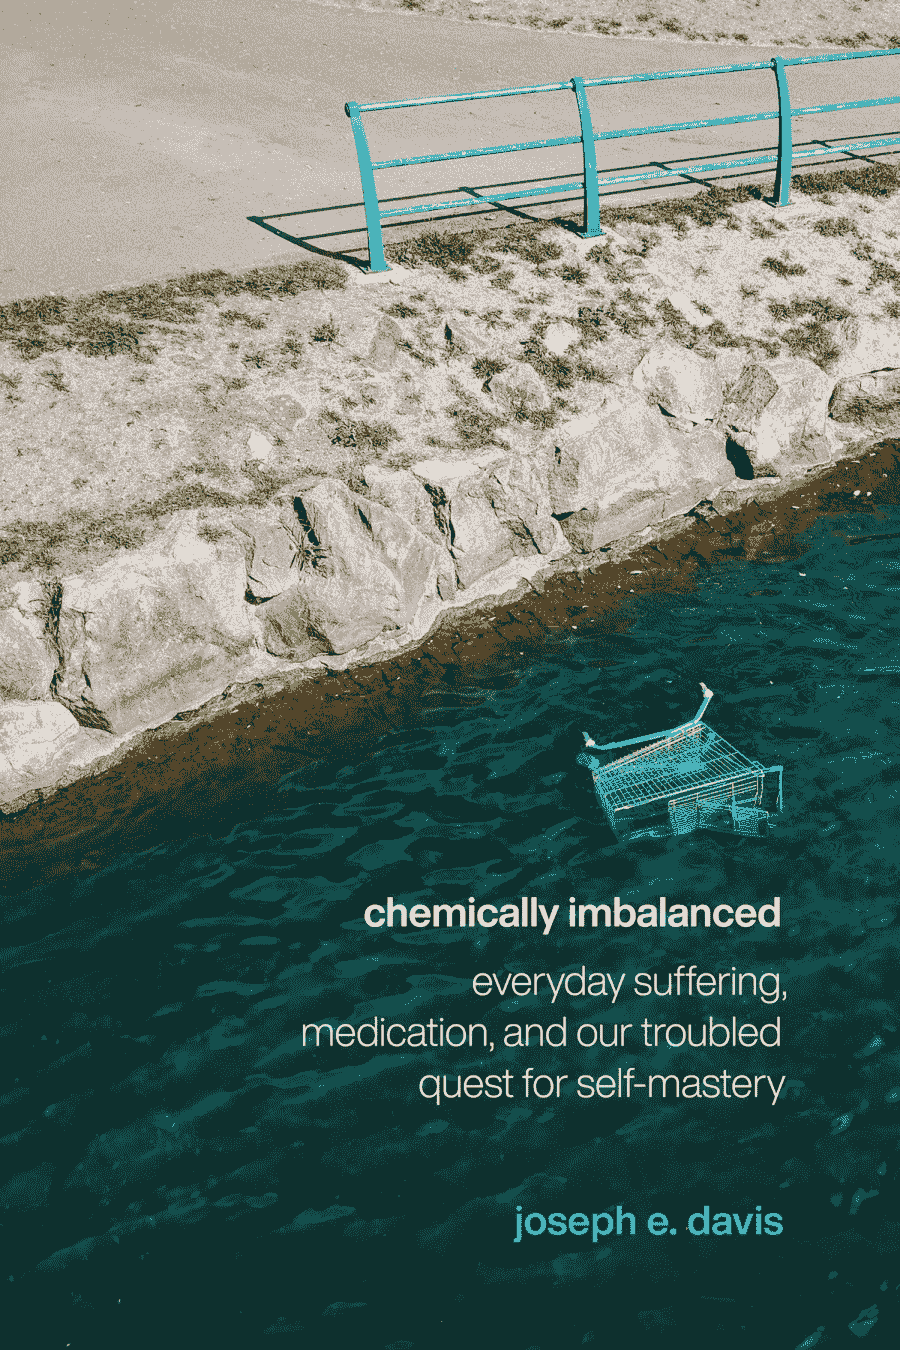 chemically imbalanced
everyday suffering,
medication, and our troubled
quest for self-mastery
joseph e. davis